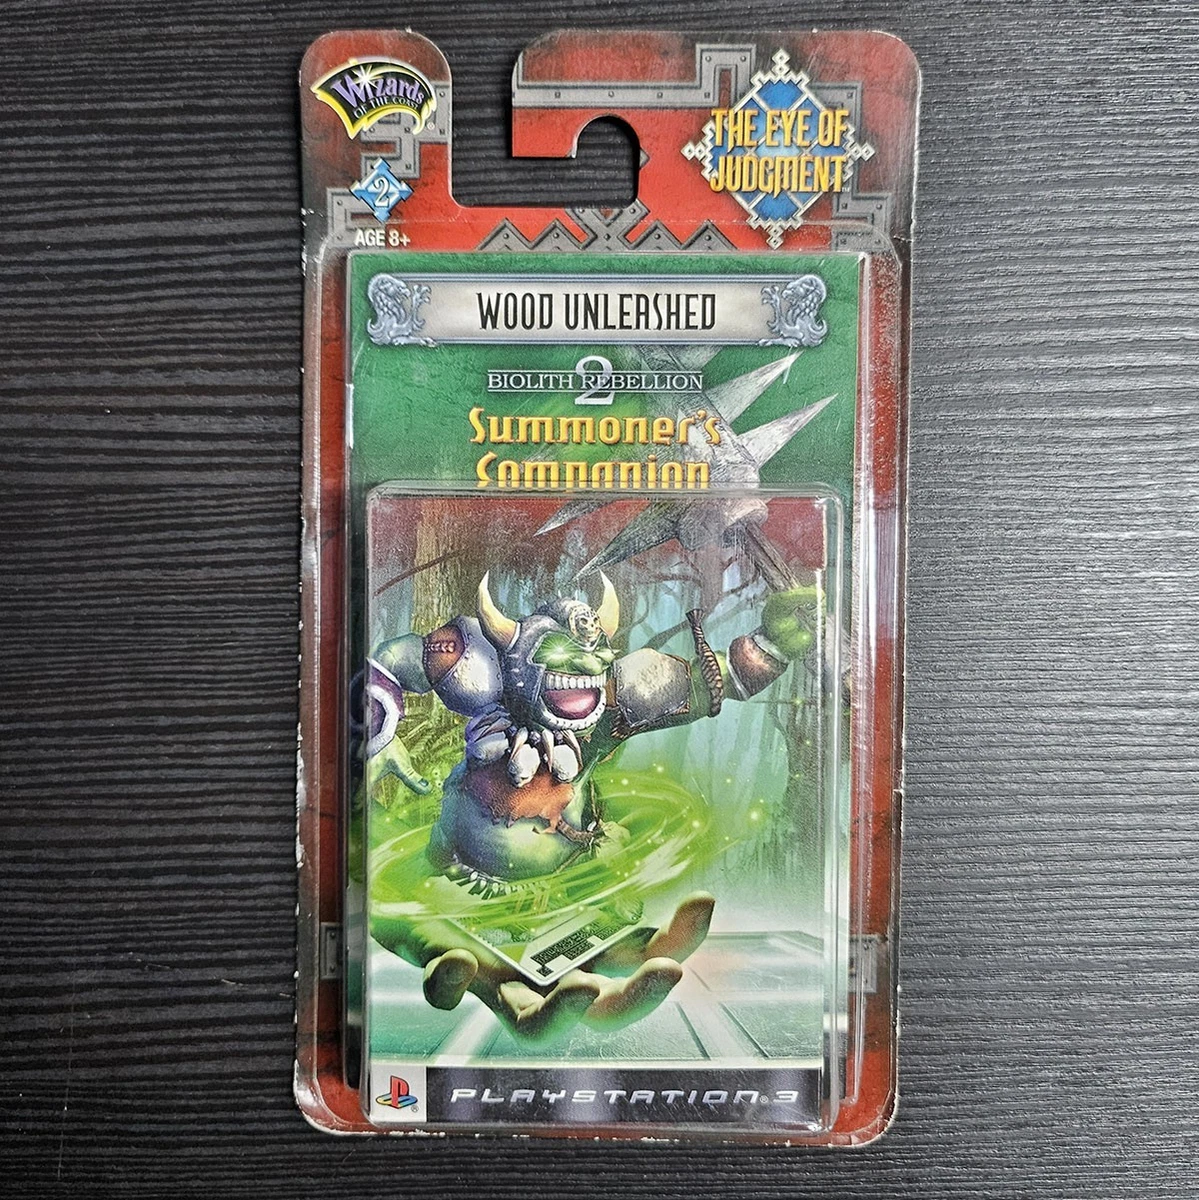 Wizards
OF THE COAST
®
THE EYE OF
JUDGMENT
2
AGE 8+
WOOD UNLEASHED
2
BIOLITH REBELLION
Summoner's
Companion
® PLAYSTATION®3